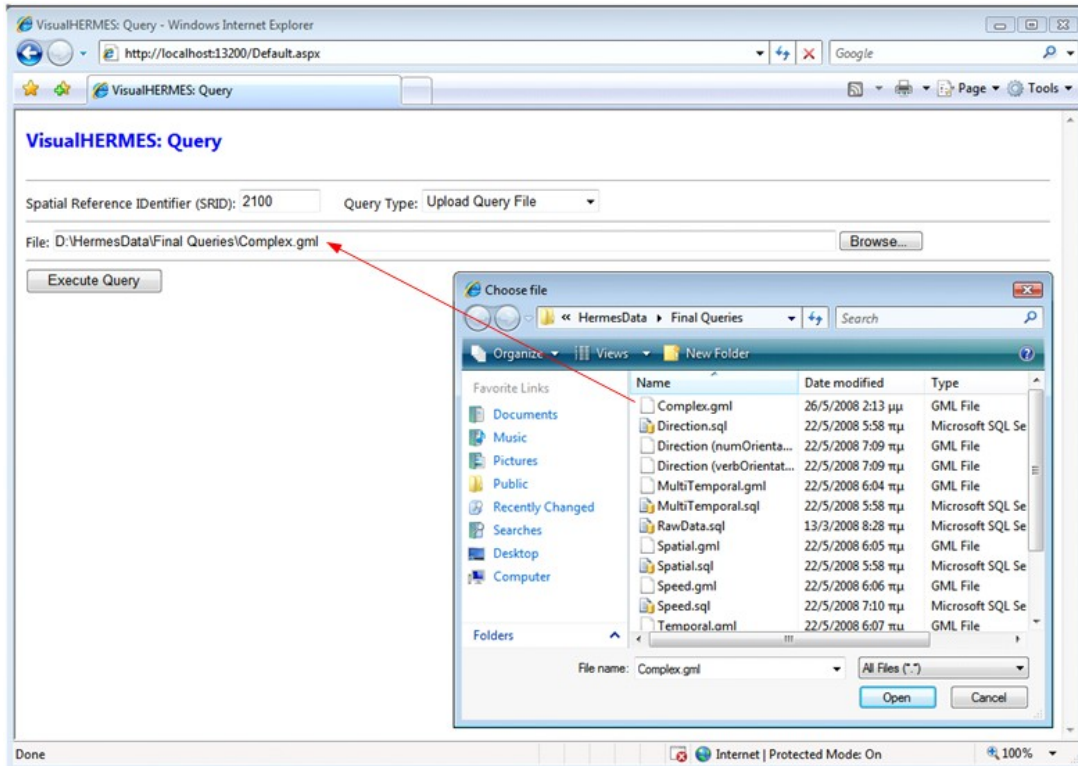 VisualHERMES: Query - Windows Internet Explorer
http://localhost:13200/Default.aspx
Google
VisualHERMES: Query
Page
Tools
VisualHERMES: Query
Spatial Reference IDentifier (SRID): 2100 Query Type: Upload Query File
File: D:\HermesData\Final Queries\Complex.gml Browse...
Execute Query
Choose file
« HermesData Final Queries Search
Organize Views New Folder
Favorite Links
Documents
Music
Pictures
Public
Recently Changed
Searches
Desktop
Computer
Folders
Name Date modified Type
Complex.gml 26/5/2008 2:13 μμ GML File
Direction.sql 22/5/2008 5:58 πμ Microsoft SQL Se
Direction (numOrienta... 22/5/2008 7:09 πμ GML File
Direction (verbOrientat... 22/5/2008 7:09 πμ GML File
MultiTemporal.gml 22/5/2008 6:04 πμ GML File
MultiTemporal.sql 22/5/2008 5:58 πμ Microsoft SQL Se
RawData.sql 13/3/2008 8:28 πμ Microsoft SQL Se
Spatial.gml 22/5/2008 6:05 πμ GML File
Spatial.sql 22/5/2008 5:58 πμ Microsoft SQL Se
Speed.gml 22/5/2008 6:06 πμ GML File
Speed.sql 22/5/2008 7:10 πμ Microsoft SQL Se
Temporal.gml 22/5/2008 6:07 πμ GML File
File name: Complex.gml All Files (*.*)
Open Cancel
Done Internet | Protected Mode: On 100%